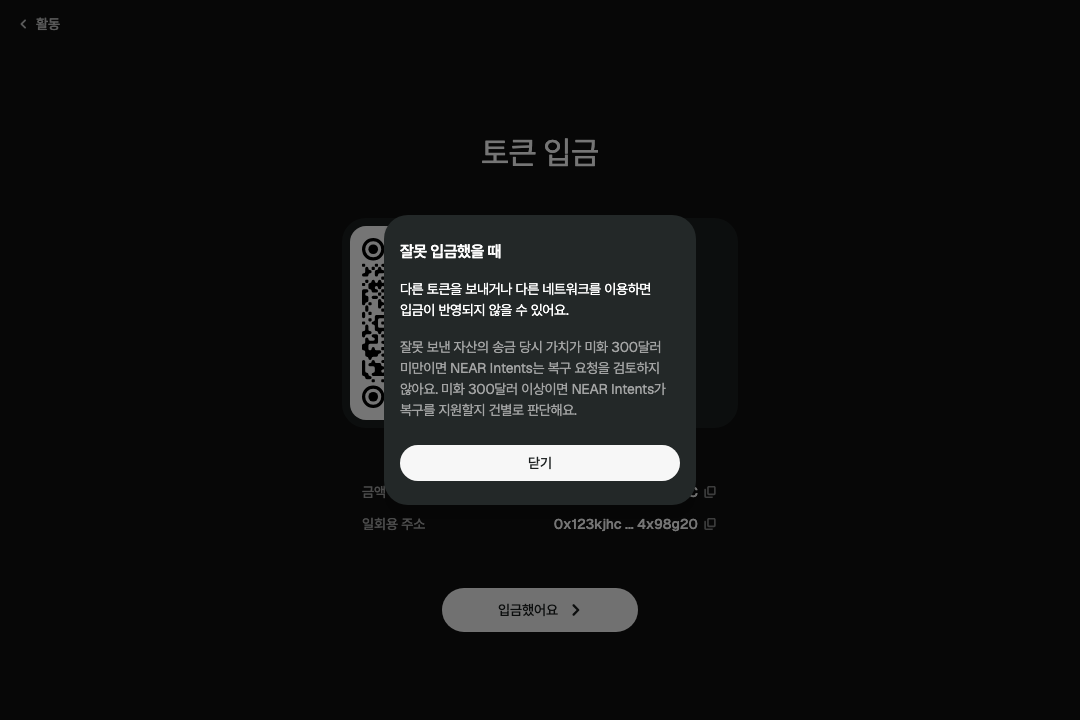 활동
토큰 입금
잘못 입금했을 때
다른 토큰을 보내거나 다른 네트워크를 이용하면
입금이 반영되지 않을 수 있어요.
잘못 보낸 자산의 송금 당시 가치가 미화 300달러
미만이면 NEAR Intents는 복구 요청을 검토하지
않아요. 미화 300달러 이상이면 NEAR Intents가
복구를 지원할지 건별로 판단해요.
닫기
금액
일회용 주소 0x123kjhc ... 4x98g20
입금했어요